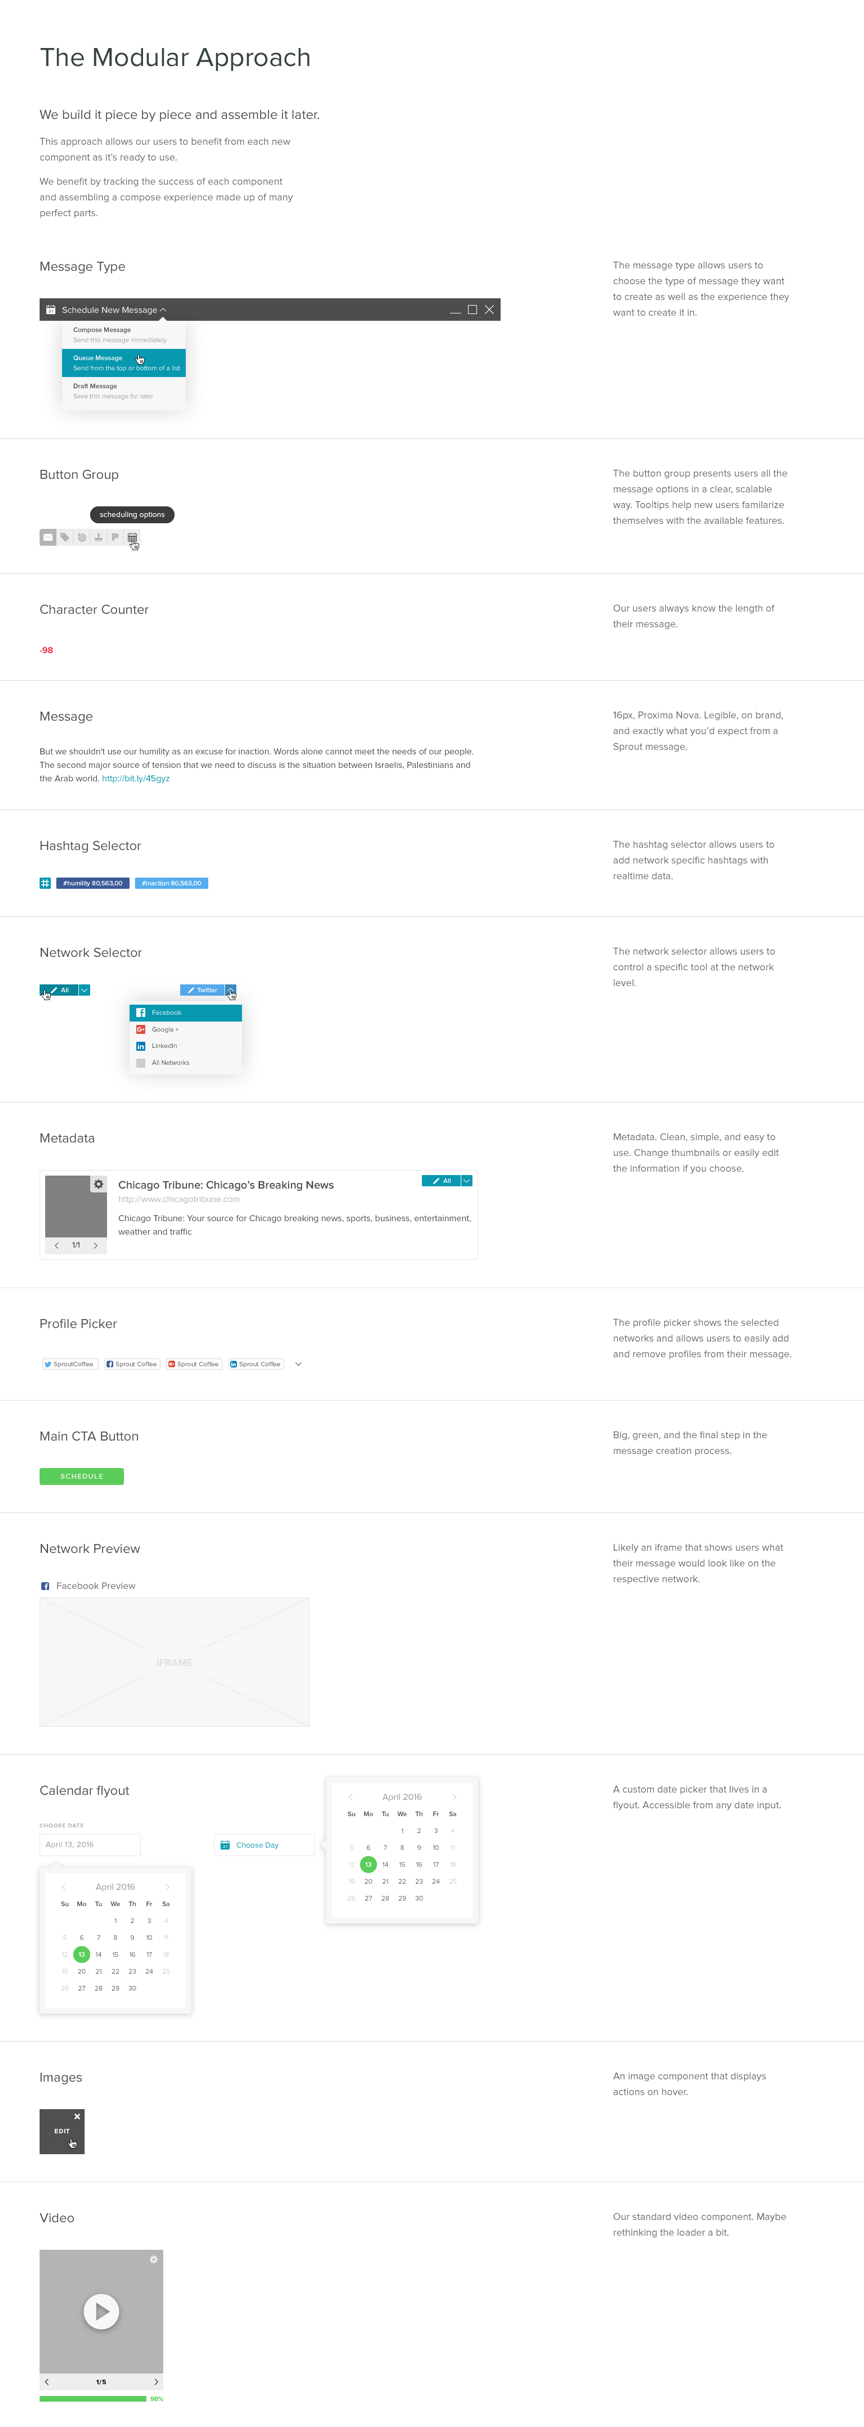 The Modular Approach
We build it piece by piece and assemble it later.
This approach allows our users to benefit from each new
component as it's ready to use.
We benefit by tracking the success of each component
and assembling a compose experience made up of many
perfect parts.
Message Type
The message type allows users to
choose the type of message they want
to create as well as the experience they
want to create it in.
Schedule New Message
Compose Message
Send this message immediately
Queue Message
Send from the top or bottom of a list
Draft Message
Save this message for later
Button Group
The button group presents users all the
message options in a clear, scalable
way. Tooltips help new users familarize
themselves with the available features.
scheduling options
Character Counter
Our users always know the length of
their message.
-98
Message
16px, Proxima Nova. Legible, on brand,
and exactly what you'd expect from a
Sprout message.
But we shouldn't use our humility as an excuse for inaction. Words alone cannot meet the needs of our people.
The second major source of tension that we need to discuss is the situation between Israelis, Palestinians and
the Arab world. http://bit.ly/45gyz
Hashtag Selector
The hashtag selector allows users to
add network specific hashtags with
realtime data.
#humility 80,563,00 #inaction 80,563,00
Network Selector
The network selector allows users to
control a specific tool at the network
level.
All
Twitter
Facebook
Google +
LinkedIn
All Networks
Metadata
Metadata. Clean, simple, and easy to
use. Change thumbnails or easily edit
the information if you choose.
Chicago Tribune: Chicago's Breaking News
All
http://www.chicagotribune.com
Chicago Tribune: Your source for Chicago breaking news, sports, business, entertainment,
weather and traffic
1/1
Profile Picker
The profile picker shows the selected
networks and allows users to easily add
and remove profiles from their message.
SproutCoffee Sprout Coffee Sprout Coffee Sprout Coffee
Main CTA Button
Big, green, and the final step in the
message creation process.
SCHEDULE
Network Preview
Likely an iframe that shows users what
their message would look like on the
respective network.
Facebook Preview
IFRAME
Calendar flyout
A custom date picker that lives in a
flyout. Accessible from any date input.
CHOOSE DATE
April 13, 2016
April 2016
Su Mo Tu We Th Fr Sa
1 2 3 4
5 6 7 8 9 10 11
12 13 14 15 16 17 18
19 20 21 22 23 24 25
26 27 28 29 30
Choose Day
April 2016
Su Mo Tu We Th Fr Sa
1 2 3 4
5 6 7 8 9 10 11
12 13 14 15 16 17 18
19 20 21 22 23 24 25
26 27 28 29 30
Images
An image component that displays
actions on hover.
EDIT
Video
Our standard video component. Maybe
rethinking the loader a bit.
1/5
98%